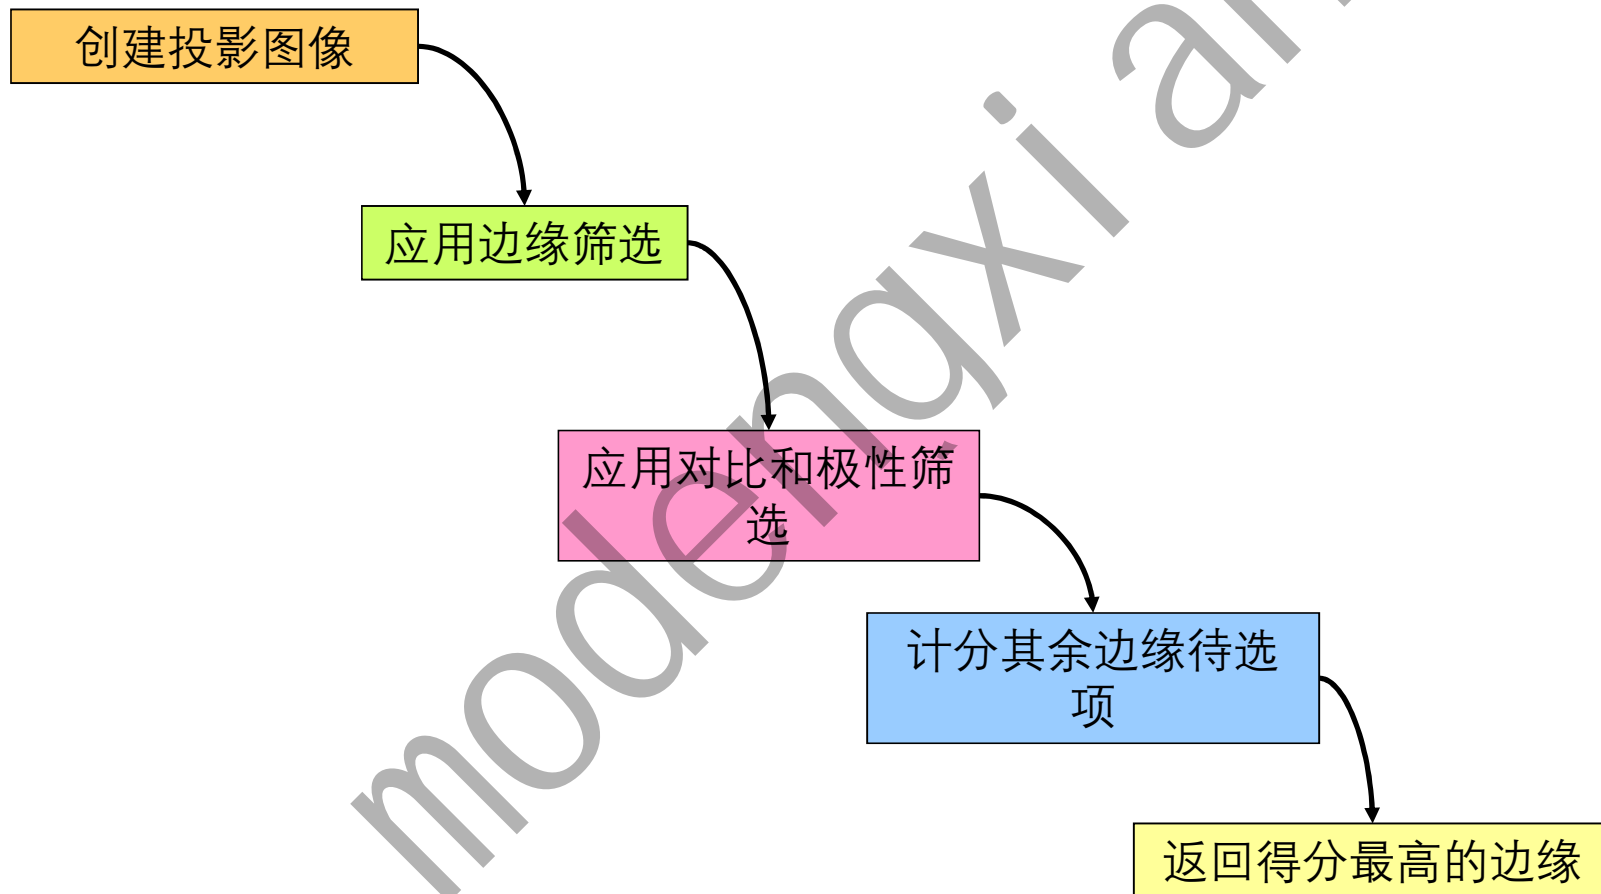 创建投影图像
应用边缘筛选
应用对比和极性筛
选
计分其余边缘待选
项
返回得分最高的边缘
modengxian